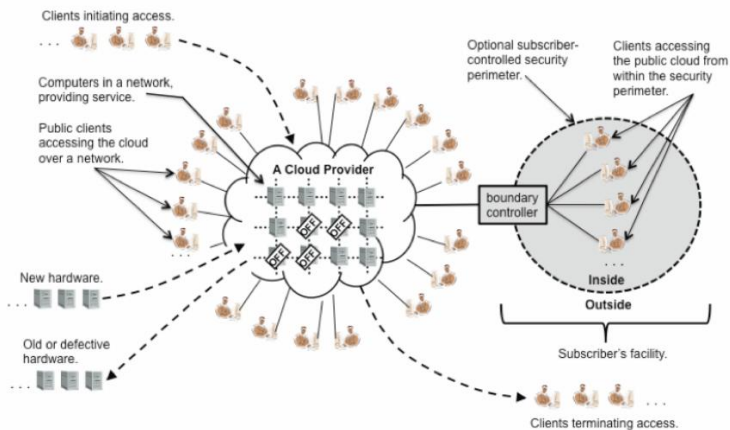 Clients initiating access.
. . .
Computers in a network,
providing service.
Public clients
accessing the cloud
over a network.
. . .
New hardware.
. . .
Old or defective
hardware.
. . .
A Cloud Provider
OFF OFF
OFF OFF
Optional subscriber-
controlled security
perimeter.
Clients accessing
the public cloud from
within the security
perimeter.
boundary
controller
. . .
Inside
Outside
Subscriber's facility.
. . .
Clients terminating access.